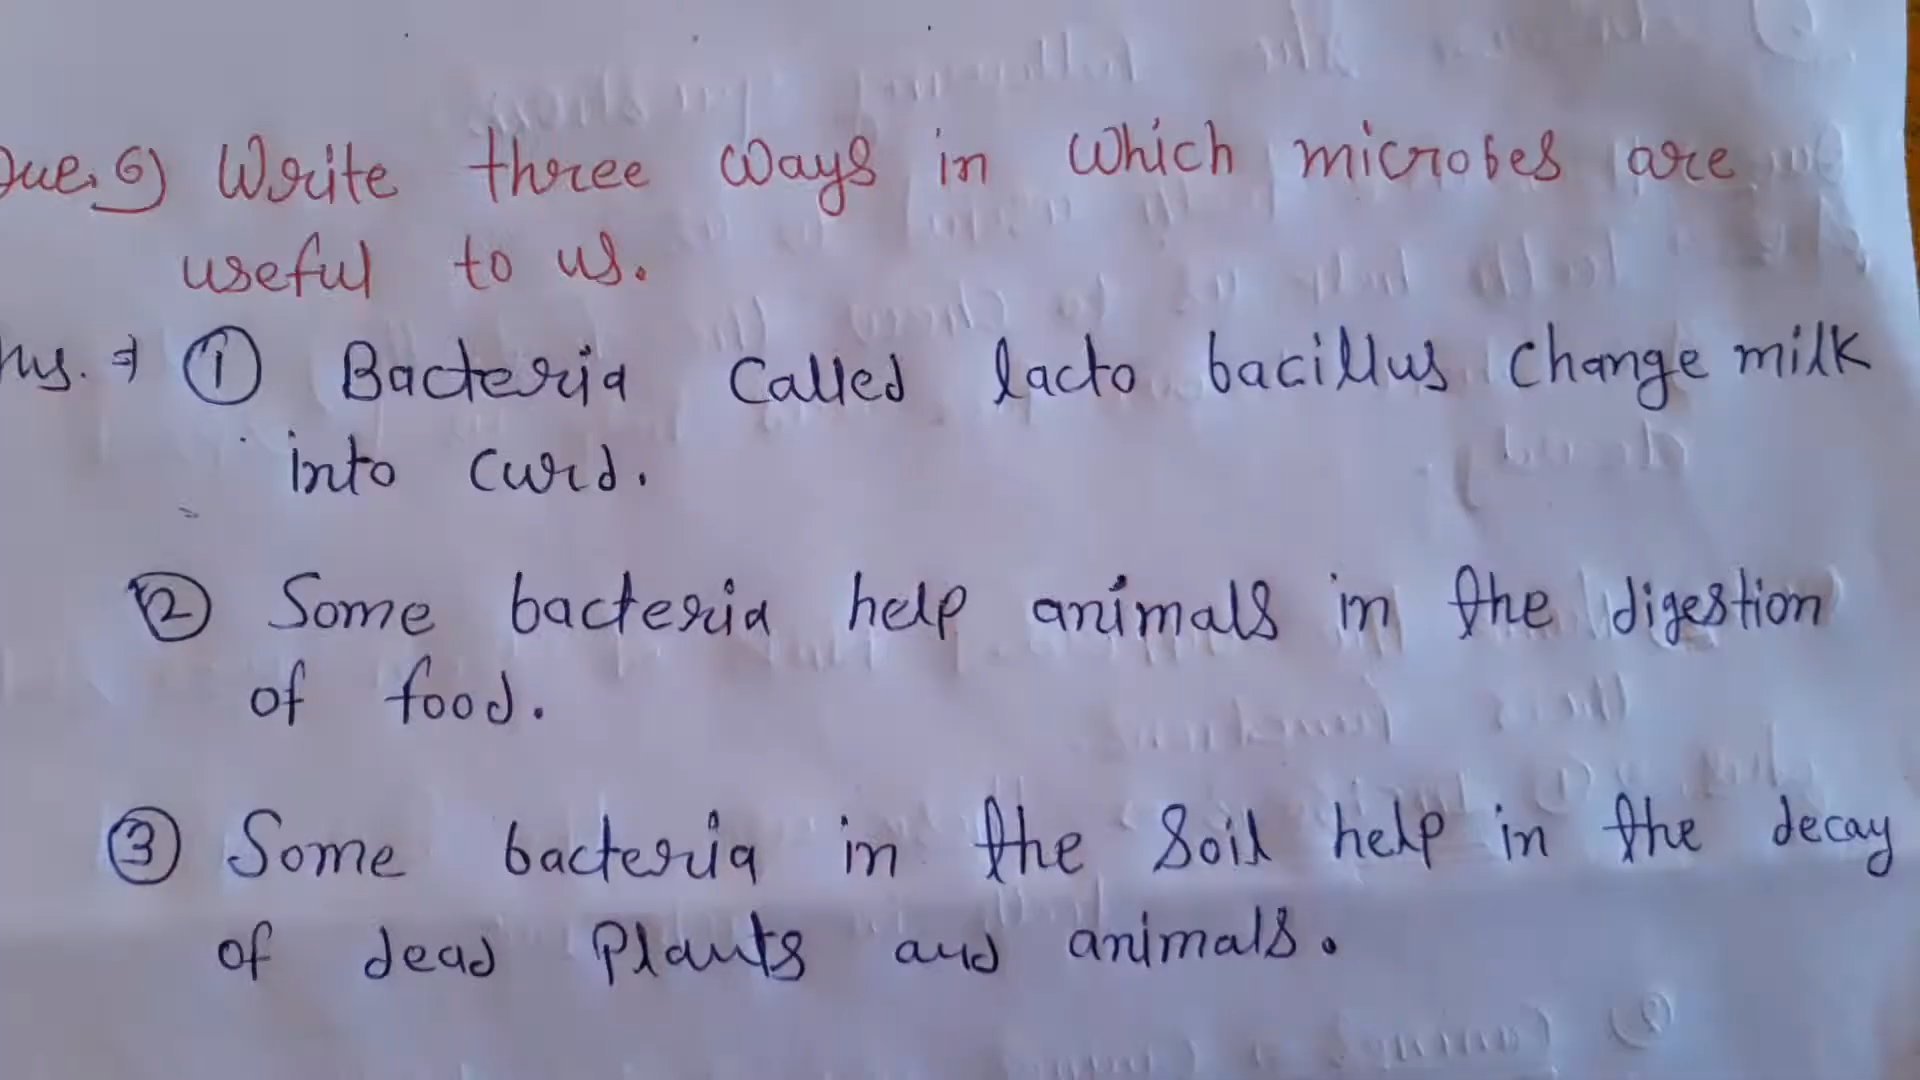 Que. 6) Write three ways in which microbes are
useful to us.
Ans. → ① Bacteria called lacto bacillus change milk
into curd.
② Some bacteria help animals in the digestion
of food.
③ Some bacteria in the soil help in the decay
of dead Plants and animals.